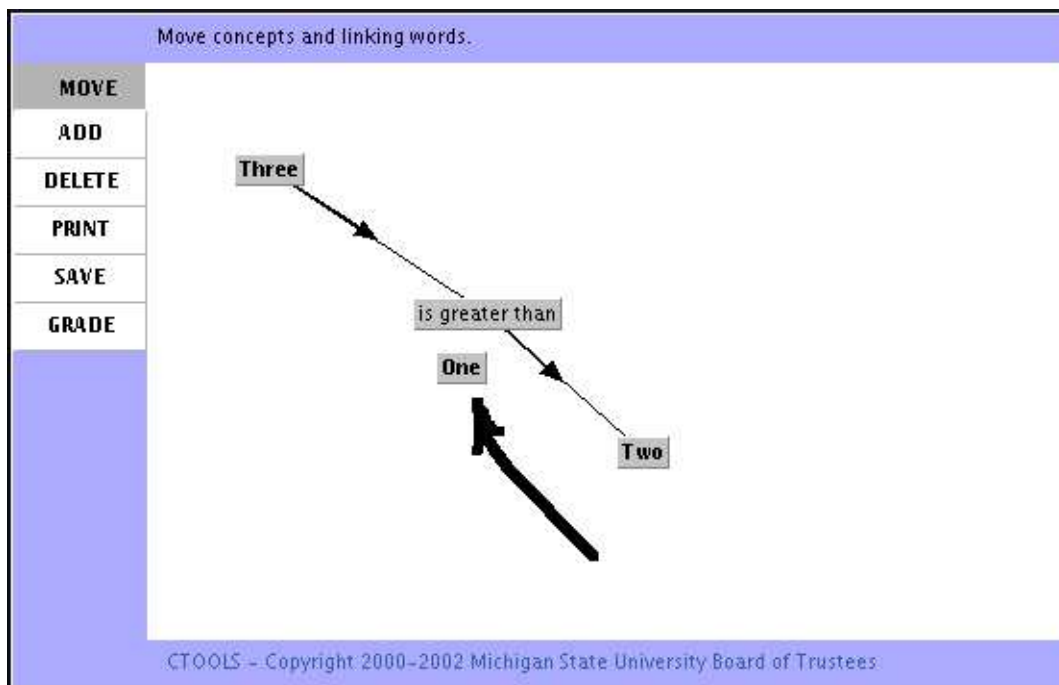 Move concepts and linking words.
MOVE
ADD
DELETE
PRINT
SAVE
GRADE
Three
is greater than
One
Two
CTOOLS - Copyright 2000-2002 Michigan State University Board of Trustees